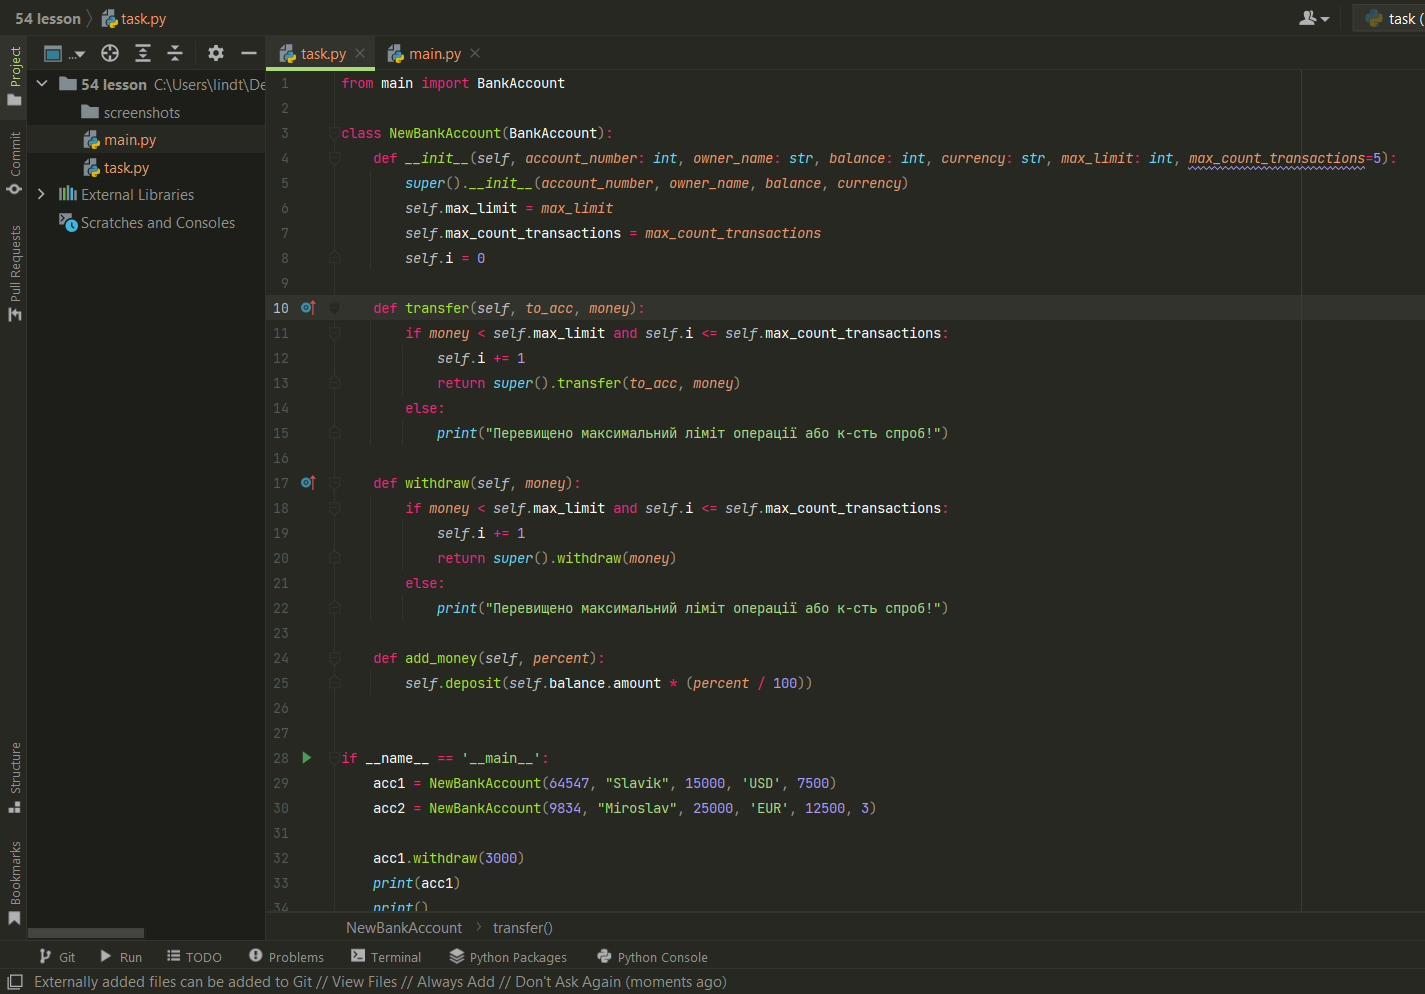 54 lesson task.py
task (
Project
Commit
Pull Requests
Structure
Bookmarks
...
54 lesson C:\Users\lindt\De
screenshots
main.py
task.py
External Libraries
Scratches and Consoles
task.py main.py
1 from main import BankAccount
2
3 class NewBankAccount(BankAccount):
4 def __init__(self, account_number: int, owner_name: str, balance: int, currency: str, max_limit: int, max_count_transactions=5):
5 super().__init__(account_number, owner_name, balance, currency)
6 self.max_limit = max_limit
7 self.max_count_transactions = max_count_transactions
8 self.i = 0
9
10 def transfer(self, to_acc, money):
11 if money < self.max_limit and self.i <= self.max_count_transactions:
12 self.i += 1
13 return super().transfer(to_acc, money)
14 else:
15 print("Перевищено максимальний ліміт операції або к-сть спроб!")
16
17 def withdraw(self, money):
18 if money < self.max_limit and self.i <= self.max_count_transactions:
19 self.i += 1
20 return super().withdraw(money)
21 else:
22 print("Перевищено максимальний ліміт операції або к-сть спроб!")
23
24 def add_money(self, percent):
25 self.deposit(self.balance.amount * (percent / 100))
26
27
28 if __name__ == '__main__':
29 acc1 = NewBankAccount(64547, "Slavik", 15000, 'USD', 7500)
30 acc2 = NewBankAccount(9834, "Miroslav", 25000, 'EUR', 12500, 3)
31
32 acc1.withdraw(3000)
33 print(acc1)
34 print()
NewBankAccount transfer()
Git Run TODO Problems Terminal Python Packages Python Console
Externally added files can be added to Git // View Files // Always Add // Don't Ask Again (moments ago)